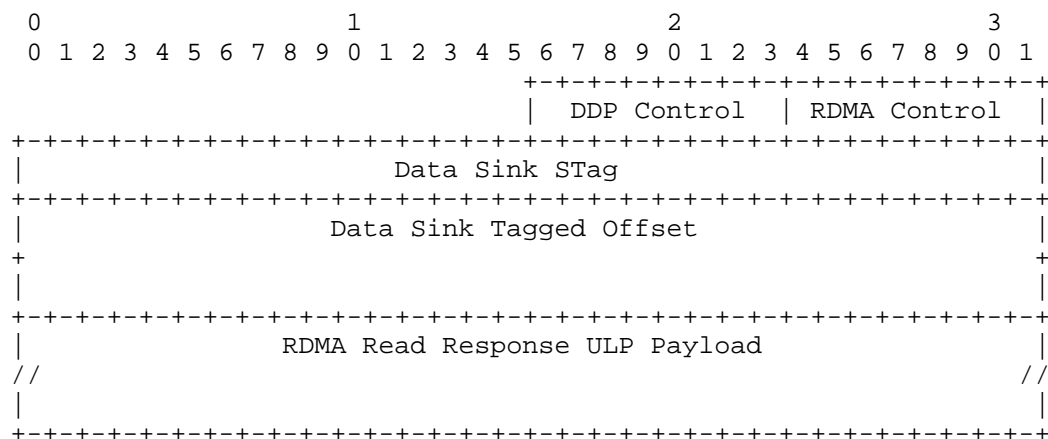 0                   1                   2                   3
 0 1 2 3 4 5 6 7 8 9 0 1 2 3 4 5 6 7 8 9 0 1 2 3 4 5 6 7 8 9 0 1
                                +-+-+-+-+-+-+-+-+-+-+-+-+-+-+-+-+
                                |  DDP Control  | RDMA Control  |
+-+-+-+-+-+-+-+-+-+-+-+-+-+-+-+-+-+-+-+-+-+-+-+-+-+-+-+-+-+-+-+-+
|                       Data Sink STag                          |
+-+-+-+-+-+-+-+-+-+-+-+-+-+-+-+-+-+-+-+-+-+-+-+-+-+-+-+-+-+-+-+-+
|                   Data Sink Tagged Offset                     |
+                                                               +
|                                                               |
+-+-+-+-+-+-+-+-+-+-+-+-+-+-+-+-+-+-+-+-+-+-+-+-+-+-+-+-+-+-+-+-+
|                RDMA Read Response ULP Payload                 |
//                                                             //
|                                                               |
+-+-+-+-+-+-+-+-+-+-+-+-+-+-+-+-+-+-+-+-+-+-+-+-+-+-+-+-+-+-+-+-+